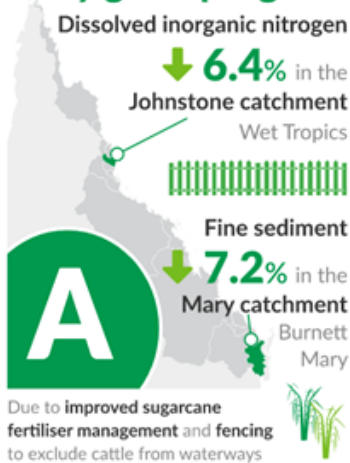 Dissolved inorganic nitrogen
6.4% in the
Johnstone catchment
Wet Tropics
Fine sediment
7.2% in the
Mary catchment
Burnett
Mary
A
Due to improved sugarcane
fertiliser management and fencing
to exclude cattle from waterways